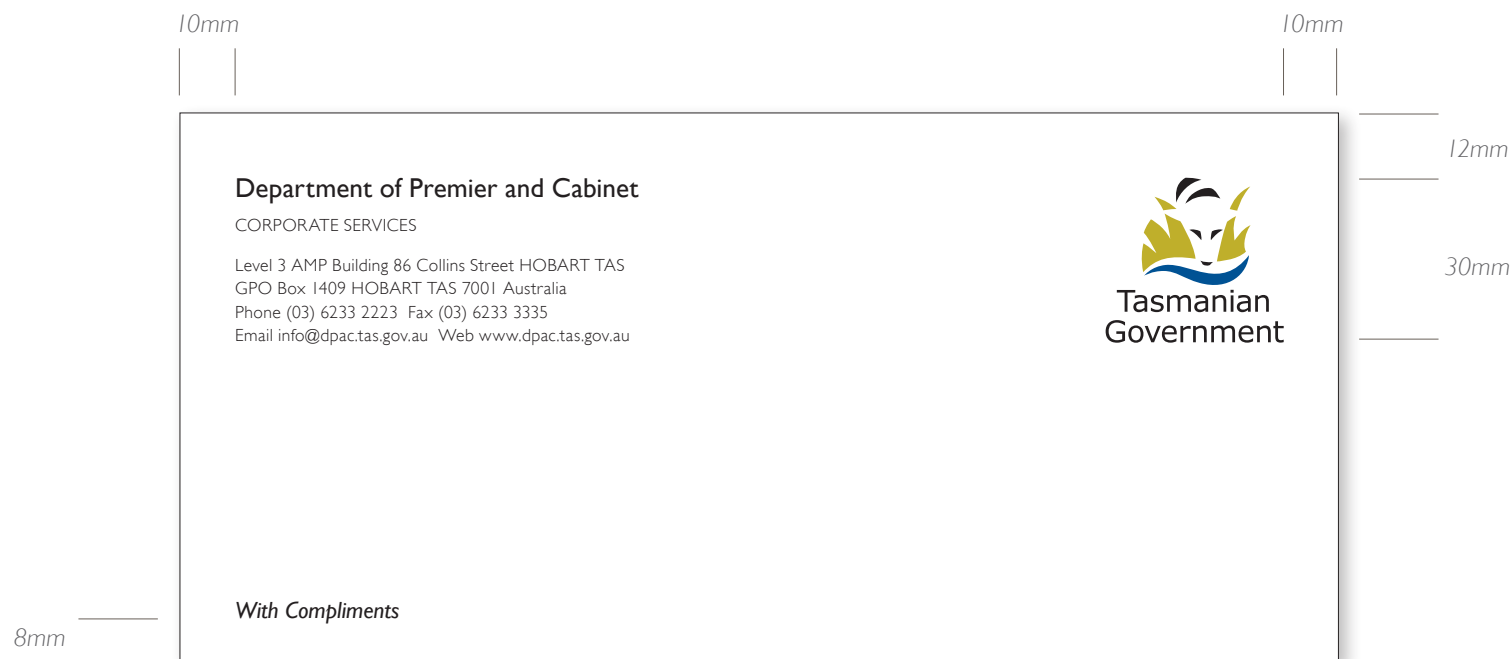 10mm
10mm
12mm
Department of Premier and Cabinet
CORPORATE SERVICES
Level 3 AMP Building 86 Collins Street HOBART TAS
GPO Box 1409 HOBART TAS 7001 Australia
Phone (03) 6233 2223  Fax (03) 6233 3335
Email info@dpac.tas.gov.au  Web www.dpac.tas.gov.au
Tasmanian
Government
30mm
With Compliments
8mm